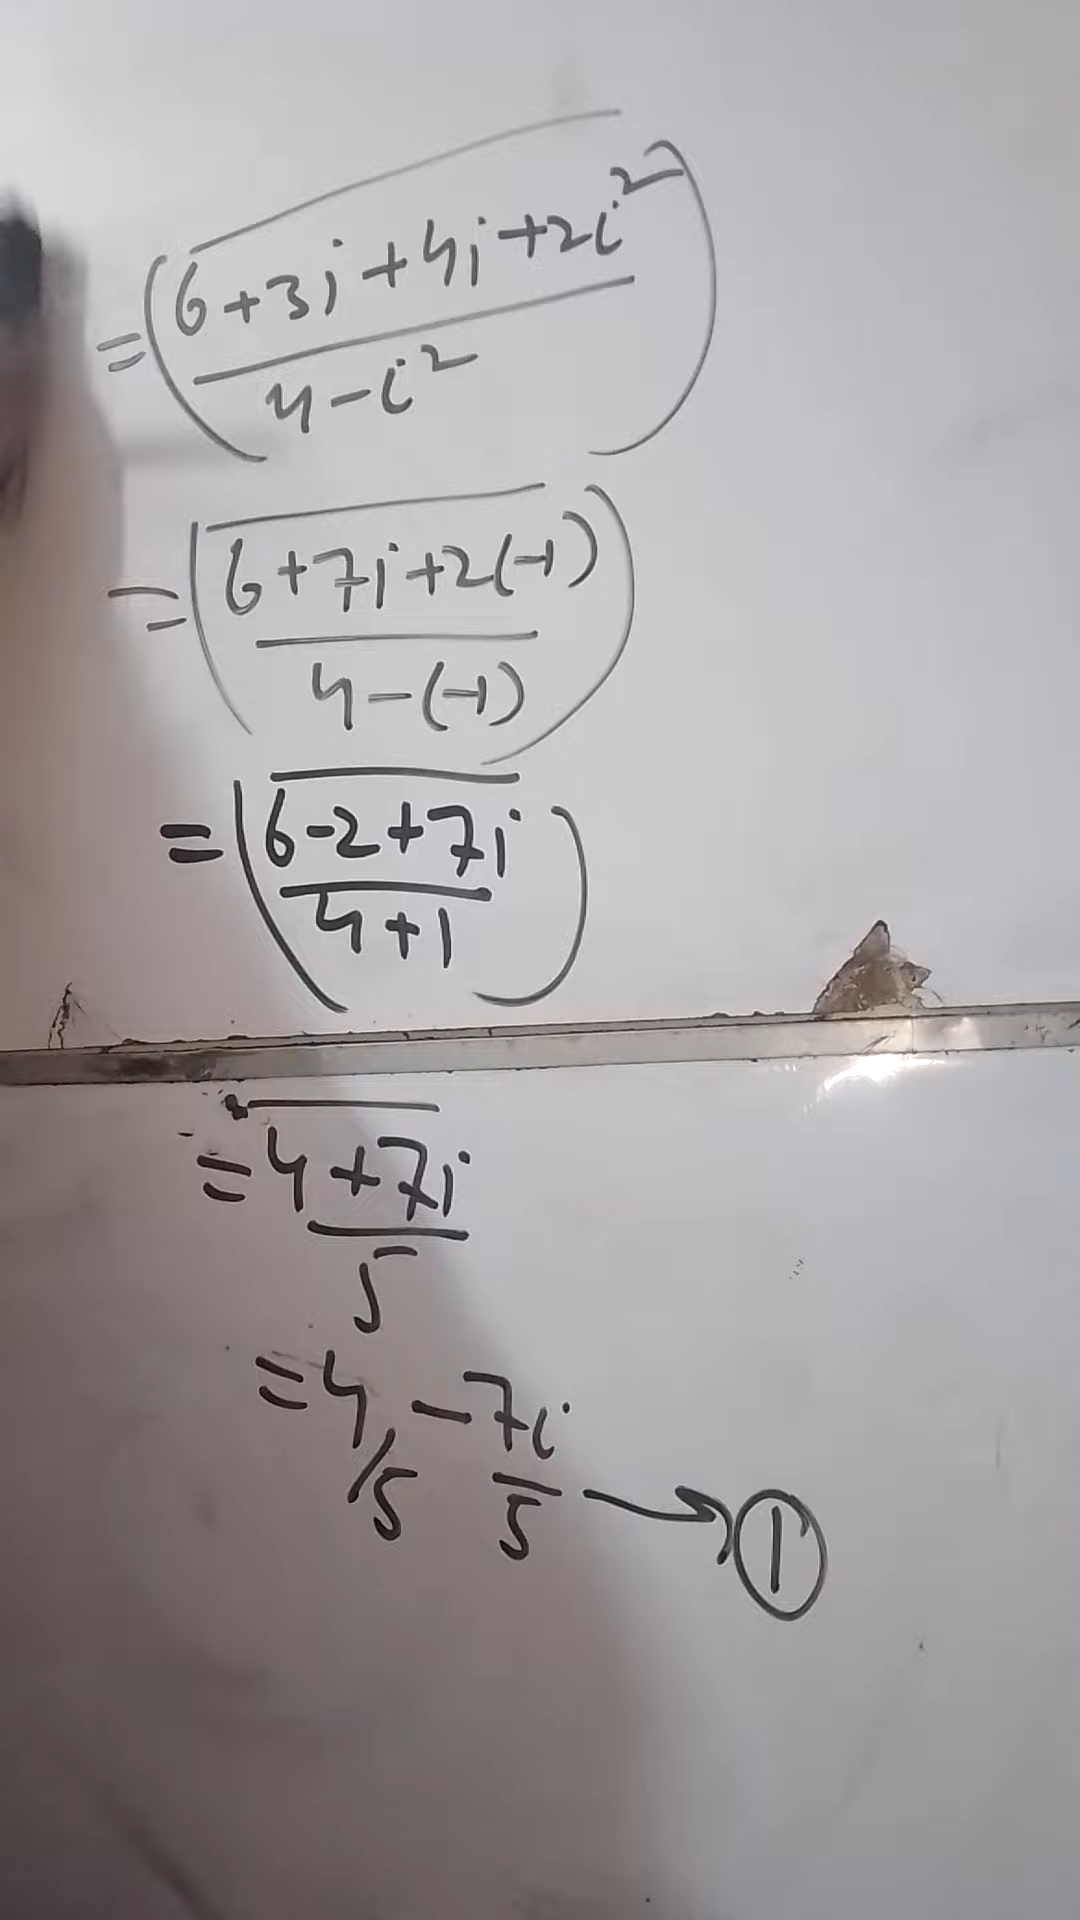 = (6+3i+4i+2i²
4-i²)
= (6+7i+2(-1)
4-(-1))
= (6-2+7i
4+1)
= 4+7i
5
= 4/5 - 7i/5 → ①